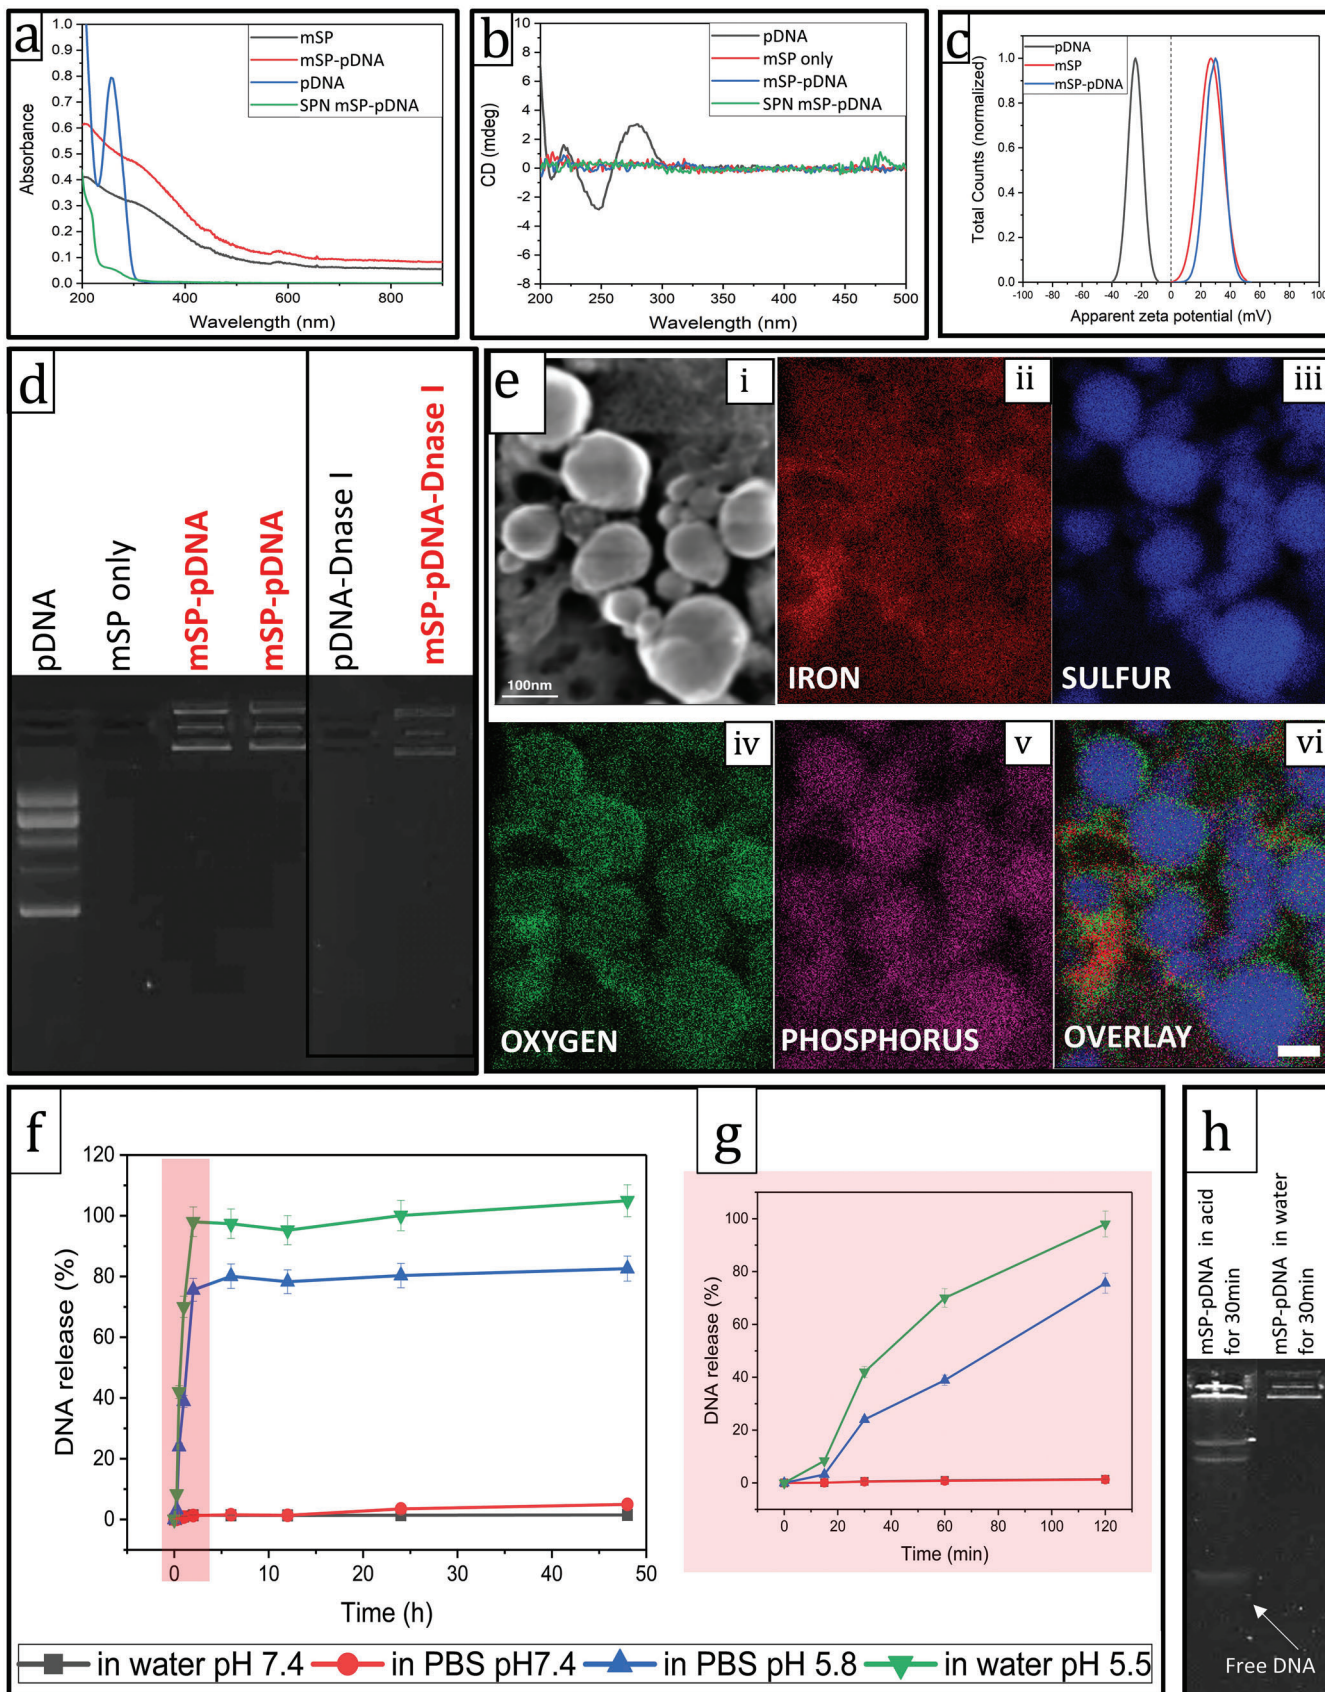 a
mSP
mSP-pDNA
pDNA
SPN mSP-pDNA
1.0
0.9
0.8
0.7
0.6
0.5
0.4
0.3
0.2
0.1
0.0
200 400 600 800
Absorbance
Wavelength (nm)
b
pDNA
mSP only
mSP-pDNA
SPN mSP-pDNA
10
8
6
4
2
0
-2
-4
-6
-8
200 250 300 350 400 450 500
CD (mdeg)
Wavelength (nm)
c
pDNA
mSP
mSP-pDNA
1.0
0.8
0.6
0.4
0.2
0.0
-100 -80 -60 -40 -20 0 20 40 60 80 100
Total Counts (normalized)
Apparent zeta potential (mV)
d
pDNA
mSP only
mSP-pDNA
mSP-pDNA
pDNA-Dnase I
mSP-pDNA-Dnase I
e
i
100nm
ii
IRON
iii
SULFUR
iv
OXYGEN
v
PHOSPHORUS
vi
OVERLAY
f
120
100
80
60
40
20
0
0 10 20 30 40 50
DNA release (%)
Time (h)
g
100
80
60
40
20
0
0 20 40 60 80 100 120
DNA release (%)
Time (min)
in water pH 7.4 in PBS pH7.4 in PBS pH 5.8 in water pH 5.5
h
mSP-pDNA in acid
for 30min
mSP-pDNA in water
for 30min
Free DNA